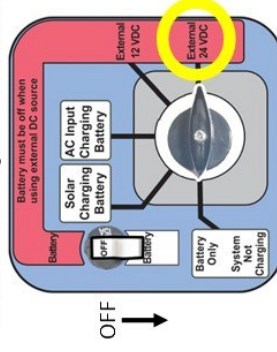 Battery must be off when
using external DC source
External
12 VDC
External
24 VDC
AC Input
Charging
Battery
Solar
Charging
Battery
Battery
OFF
Battery
Battery
Only
System
Not
Charging
OFF